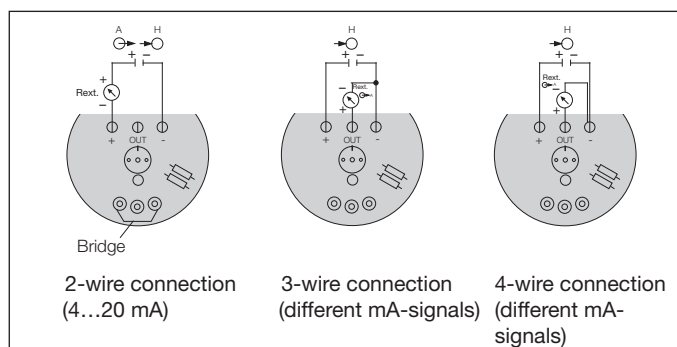 A H
+ −
+
Rext.
−
+ OUT -
Bridge
2-wire connection
(4…20 mA)
H
+ −
− Rext.
A
+
+ OUT -
3-wire connection
(different mA-signals)
H
+ −
Rext.
A −
+
+ OUT -
4-wire connection
(different mA-
signals)